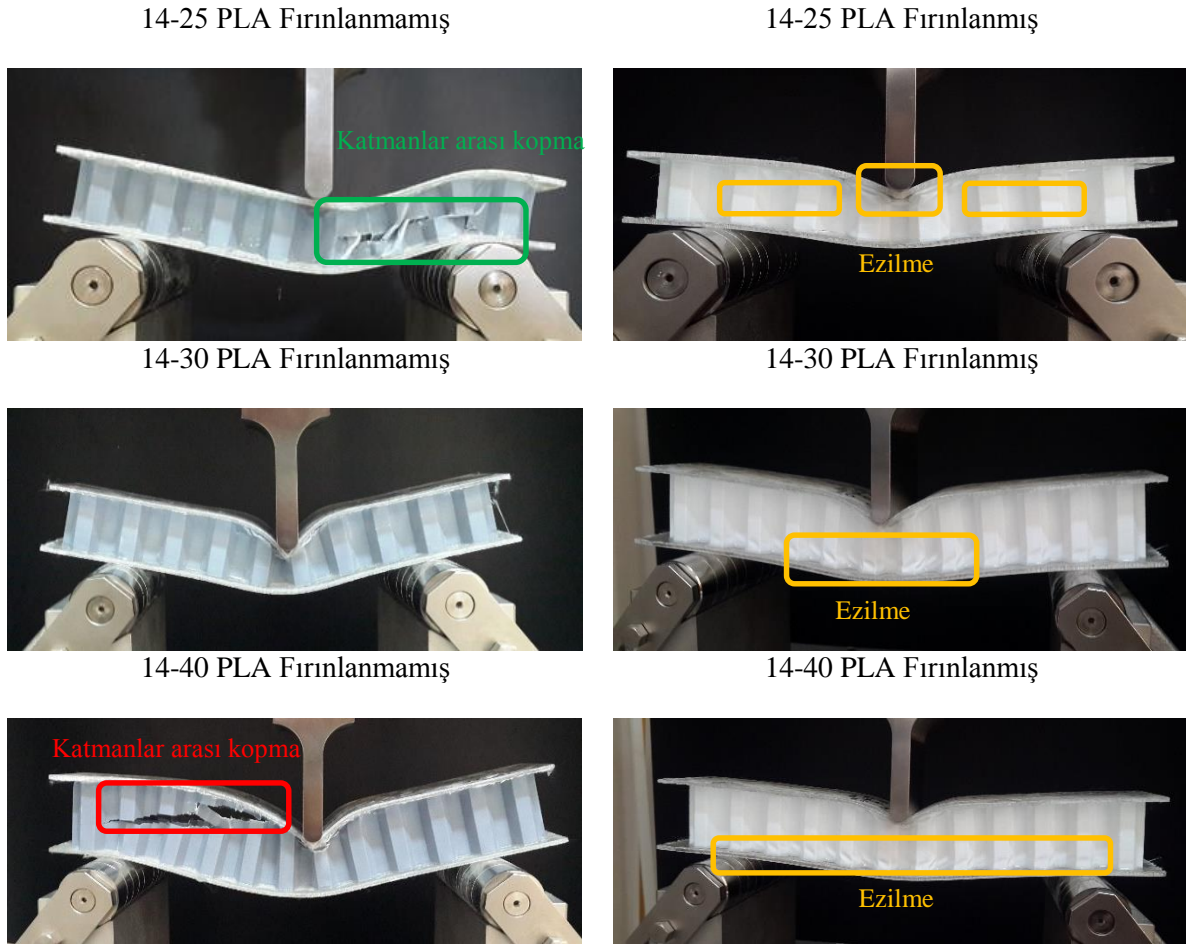 14-25 PLA Fırınlanmamış
14-25 PLA Fırınlanmış
Katmanlar arası kopma
Ezilme
14-30 PLA Fırınlanmamış
14-30 PLA Fırınlanmış
Ezilme
14-40 PLA Fırınlanmamış
14-40 PLA Fırınlanmış
Katmanlar arası kopma
Ezilme